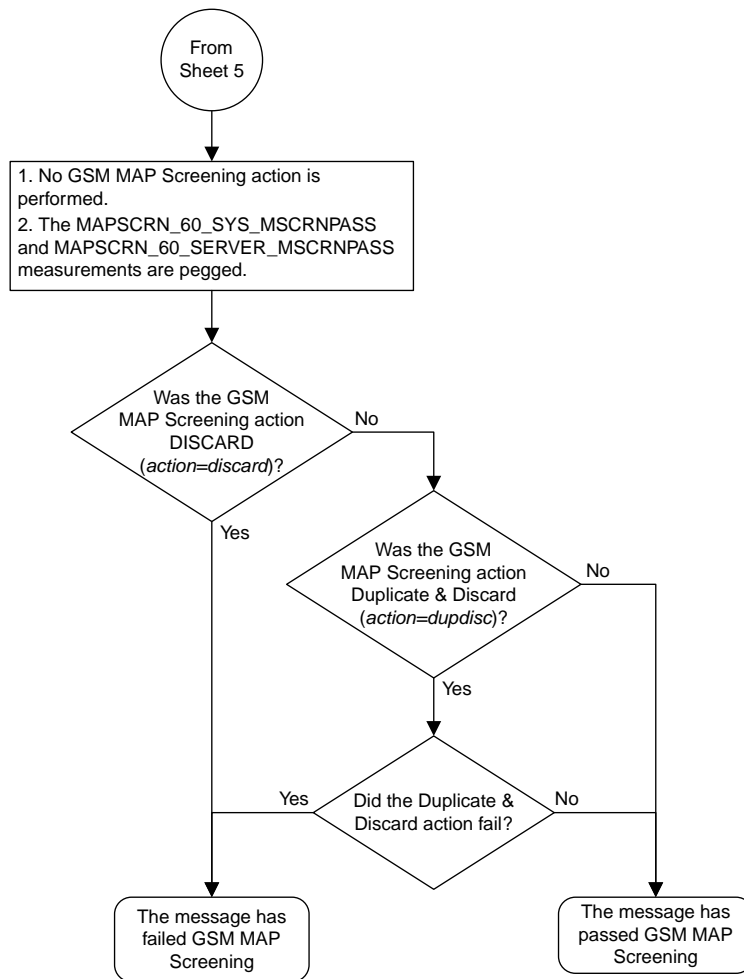 From
Sheet 5
1. No GSM MAP Screening action is
performed.
2. The MAPSCRN_60_SYS_MSCRNPASS
and MAPSCRN_60_SERVER_MSCRNPASS
measurements are pegged.
Was the GSM
MAP Screening action
DISCARD
(action=discard)?
No
Yes
Was the GSM
MAP Screening action
Duplicate & Discard
(action=dupdisc)?
No
Yes
Did the Duplicate &
Discard action fail?
Yes
No
The message has
failed GSM MAP
Screening
The message has
passed GSM MAP
Screening